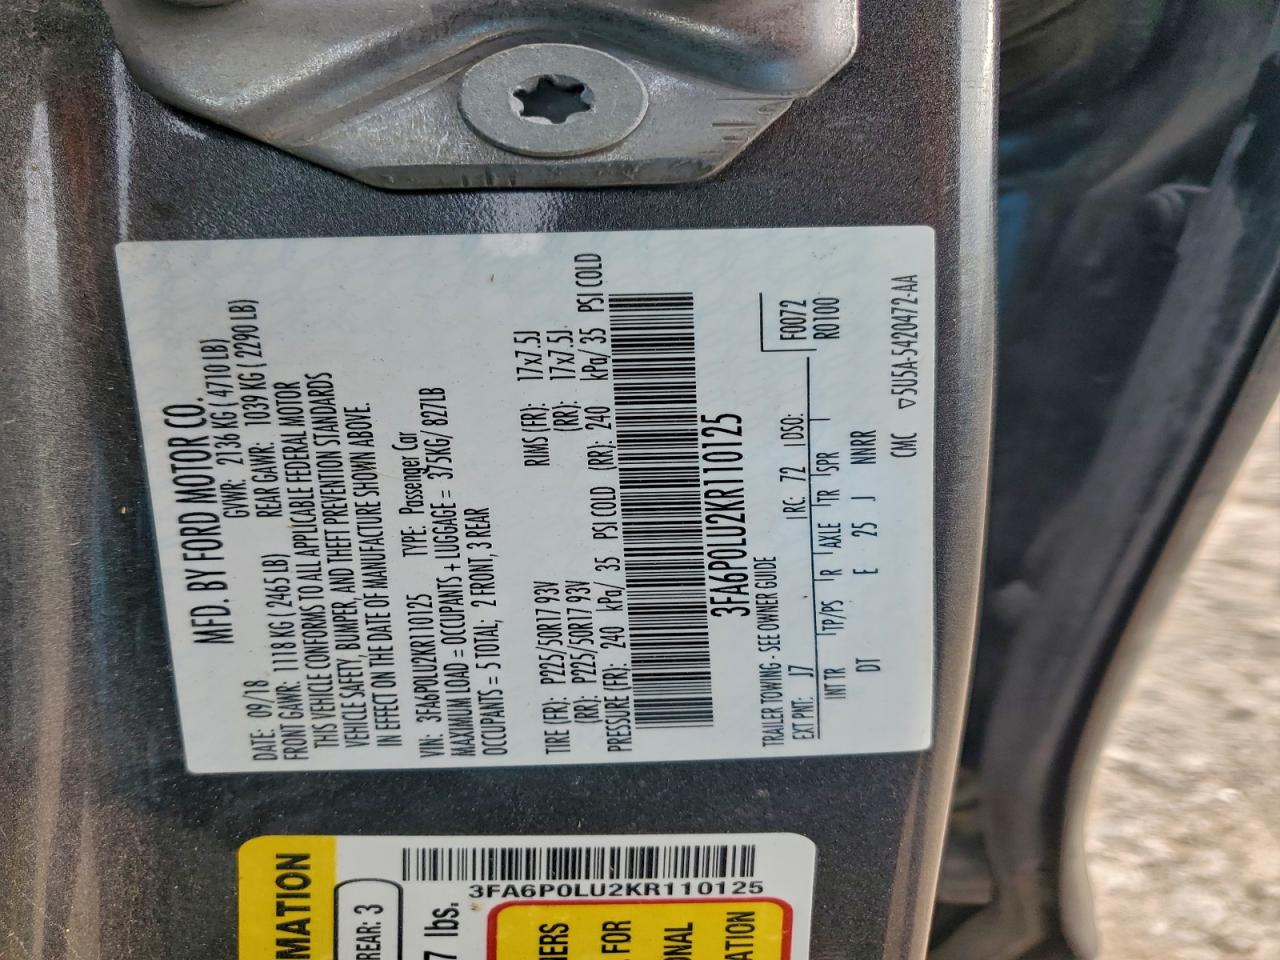 MFD. BY FORD MOTOR CO.
DATE: 09/18 GVWR: 2136 KG ( 4710 LB)
FRONT GAWR: 1118 KG ( 2465 LB) REAR GAWR: 1039 KG ( 2290 LB)
THIS VEHICLE CONFORMS TO ALL APPLICABLE FEDERAL MOTOR
VEHICLE SAFETY, BUMPER, AND THEFT PREVENTION STANDARDS
IN EFFECT ON THE DATE OF MANUFACTURE SHOWN ABOVE.
VIN: 3FA6P0LU2KR110125 TYPE: Passenger Car
MAXIMUM LOAD = OCCUPANTS + LUGGAGE = 375KG/ 827LB
OCCUPANTS = 5 TOTAL; 2 FRONT, 3 REAR
TIRE (FR): P225/50R17 93V RIMS (FR): 17x7.5J
(RR): P225/50R17 93V (RR): 17x7.5J
PRESSURE (FR): 240 kPa/ 35 PSI COLD (RR): 240 kPa/ 35 PSI COLD
3FA6P0LU2KR110125
TRAILER TOWING - SEE OWNER GUIDE
EXT PNT: J7 RC: 72 DSO: F0072
R0100
INT TR TP/PS R AXLE TR SPR
DT E 25 J NNRR
CMC ▽5U5A-5420472-AA
3FA6P0LU2KR110125
MATION
REAR: 3
7 lbs.
NERS
FOR
ONAL
ATION